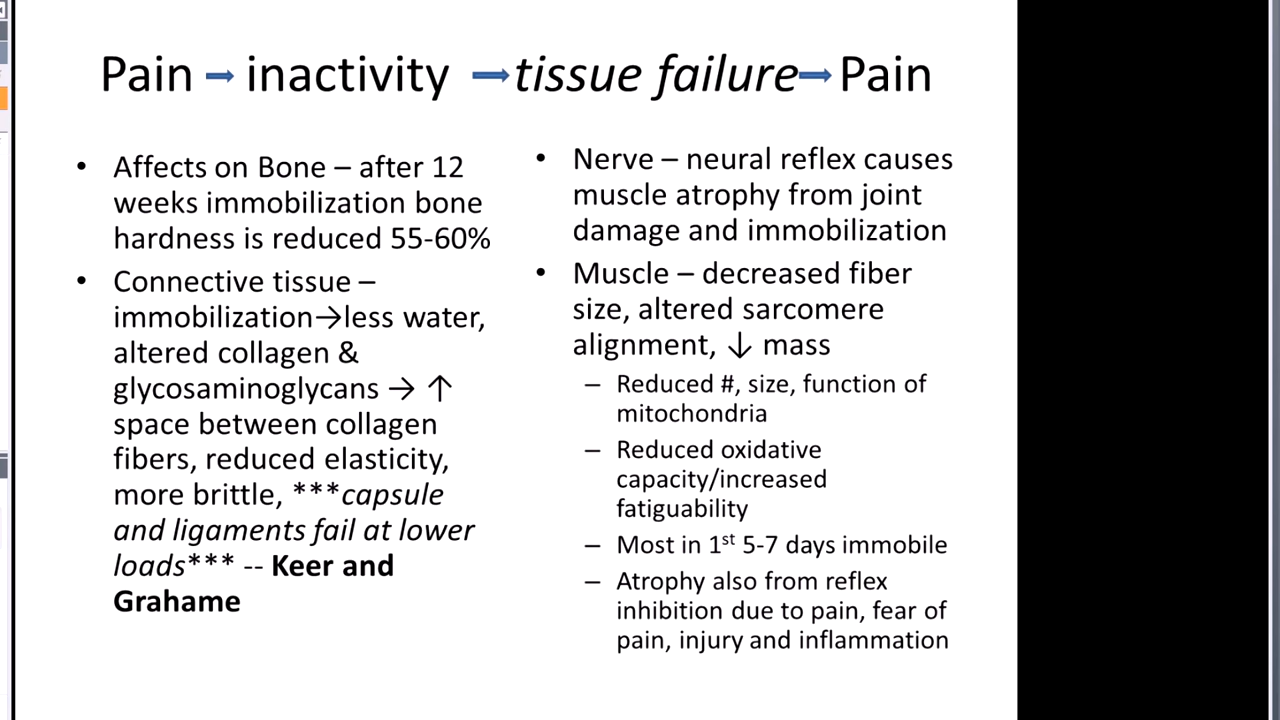 Pain → inactivity → tissue failure → Pain
• Affects on Bone – after 12
weeks immobilization bone
hardness is reduced 55-60%
• Connective tissue –
immobilization→less water,
altered collagen &
glycosaminoglycans → ↑
space between collagen
fibers, reduced elasticity,
more brittle, ***capsule
and ligaments fail at lower
loads*** -- Keer and
Grahame
• Nerve – neural reflex causes
muscle atrophy from joint
damage and immobilization
• Muscle – decreased fiber
size, altered sarcomere
alignment, ↓ mass
– Reduced #, size, function of
mitochondria
– Reduced oxidative
capacity/increased
fatiguability
– Most in 1st 5-7 days immobile
– Atrophy also from reflex
inhibition due to pain, fear of
pain, injury and inflammation